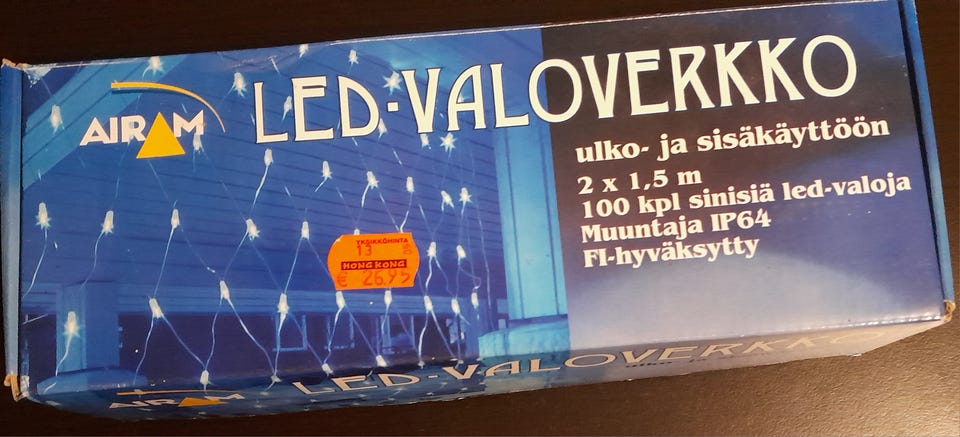 AIRAM
LED-VALOVERKKO
ulko- ja sisäkäyttöön
2 x 1,5 m
100 kpl sinisiä led-valoja
Muuntaja IP64
FI-hyväksytty
YKSIKKÖHINTA
13
HONG KONG
€ 26.95
AIRAM
LED-VALOVERKKO